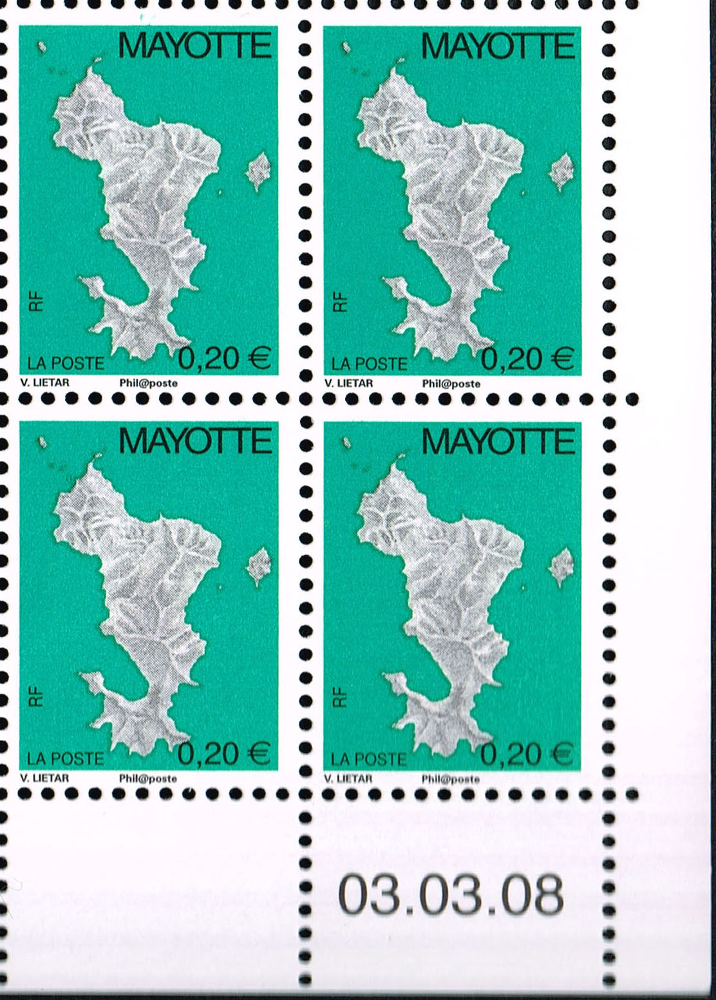 MAYOTTE
RF
LA POSTE 0,20 €
V. LIETAR Phil@poste
MAYOTTE
RF
LA POSTE 0,20 €
V. LIETAR Phil@poste
MAYOTTE
RF
LA POSTE 0,20 €
V. LIETAR Phil@poste
MAYOTTE
RF
LA POSTE 0,20 €
V. LIETAR Phil@poste
03.03.08